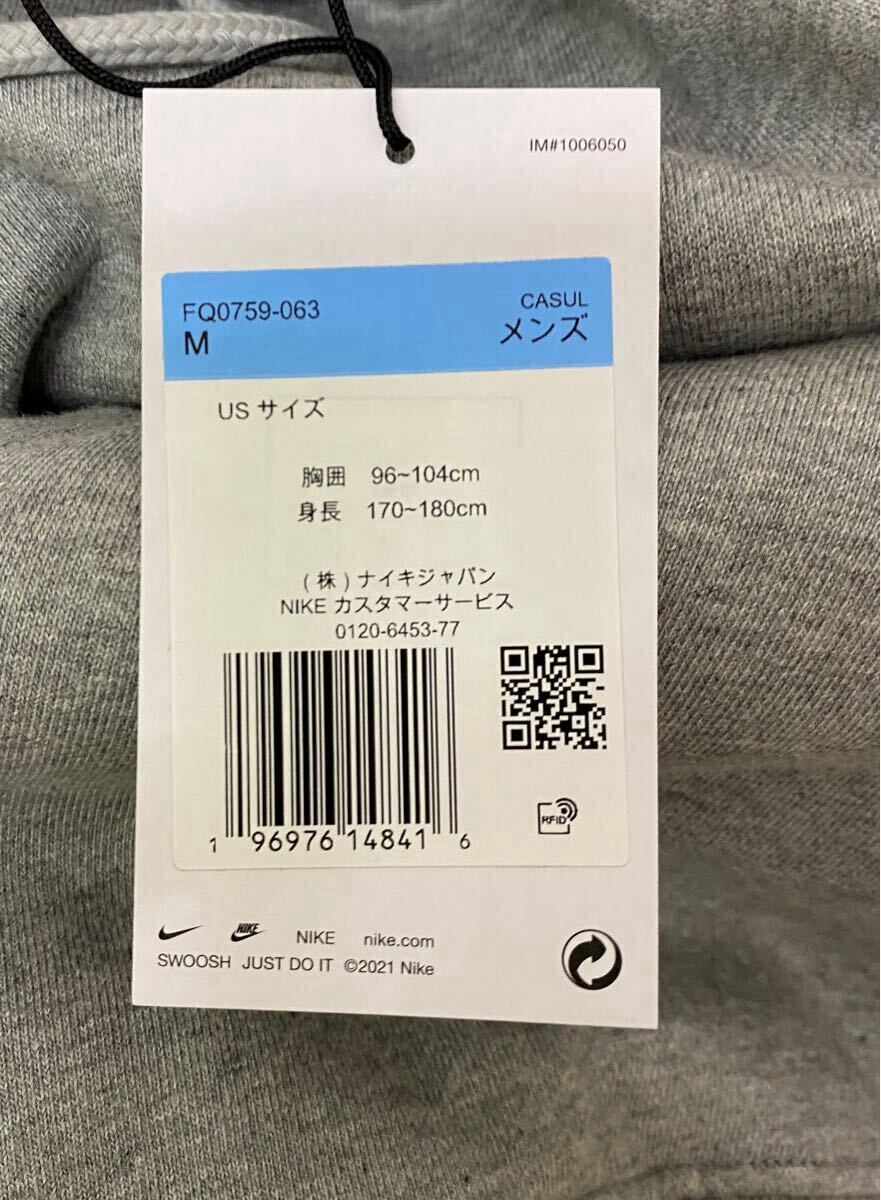 IM#1006050
FQ0759-063 CASUL
M メンズ
US サイズ
胸囲 96~104cm
身長 170~180cm
(株)ナイキジャパン
NIKE カスタマーサービス
0120-6453-77
RFID
1 96976 14841 6
NIKE NIKE nike.com
SWOOSH JUST DO IT ©2021 Nike